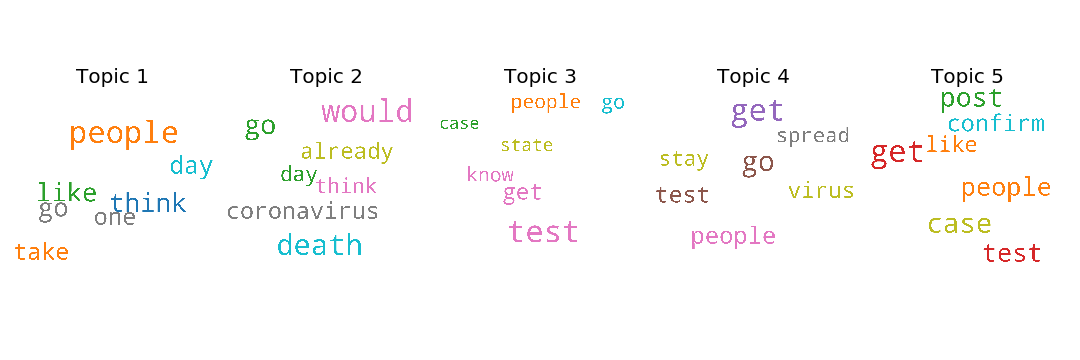 Topic 1
people
day
like
think
go
one
take
Topic 2
would
go
already
day
think
coronavirus
death
Topic 3
people go
case
state
know
get
test
Topic 4
get
spread
stay
go
test
virus
people
Topic 5
post
confirm
like
get
people
case
test